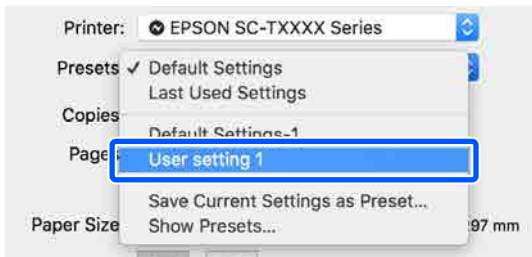 Printer: EPSON SC-TXXXX Series
Presets ✓ Default Settings
Last Used Settings
Copies
Default Settings-1
Pages
User setting 1
Save Current Settings as Preset...
Paper Size
Show Presets...
97 mm